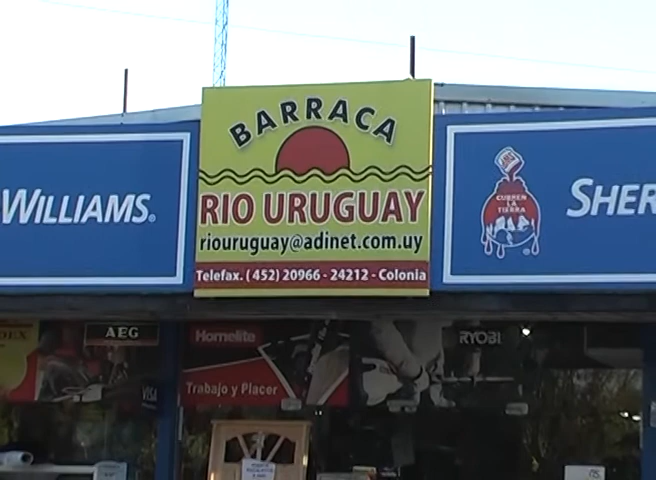 BARRACA
RIO URUGUAY
riouruguay@adinet.com.uy
Telefax. (452) 20966 - 24212 - Colonia
WILLIAMS®
CUBREN
LA
TIERRA
SHER
AEG
Homelite
RYOBI
VISA
Trabajo y Placer